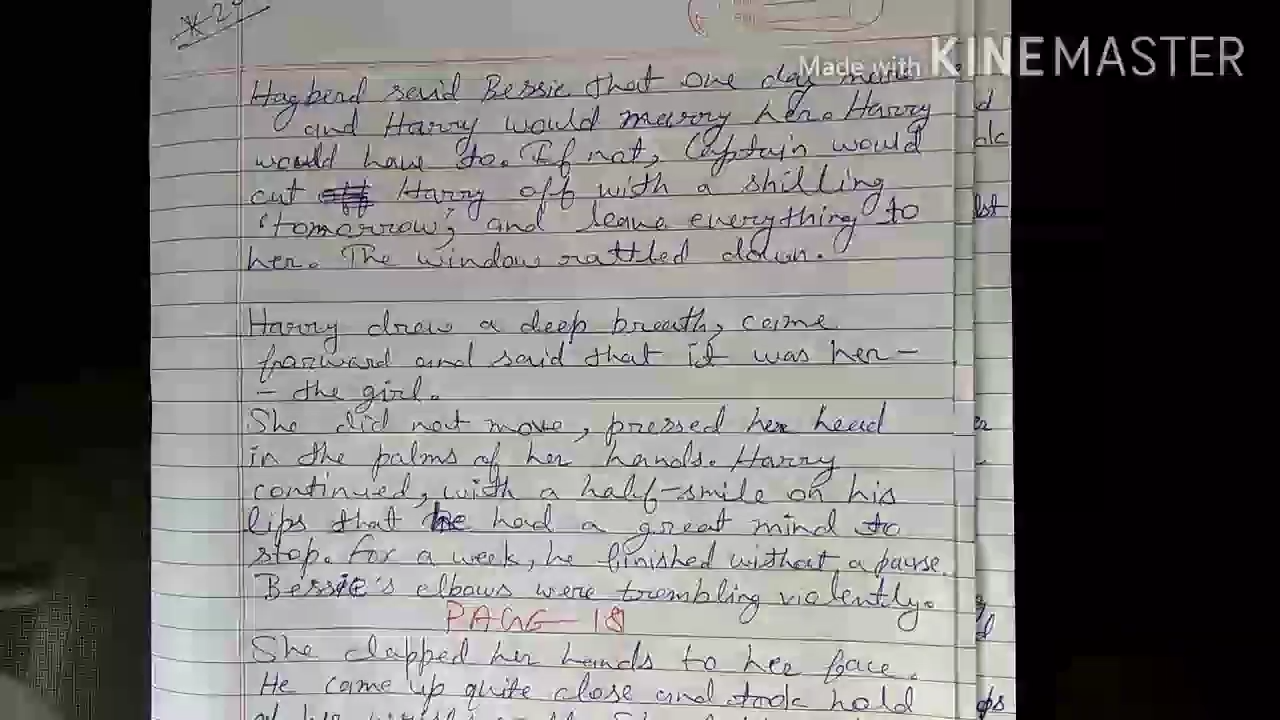 Made with KINEMASTER
Hagberd said Bessie that one day more
and Harry would marry her. Harry
would have to. If not, Captain would
cut Harry off with a shilling
'tomorrow', and leave everything to
her. The window rattled down.
Harry drew a deep breath, came
forward and said that it was her -
- the girl.
She did not move, pressed her head
in the palms of her hands. Harry
continued, with a half-smile on his
lips that he had a great mind to
stop. For a week, he finished without a pause.
Bessie's elbows were trembling violently.
PAGE - 18
She clapped her hands to her face.
He came up quite close and took hold